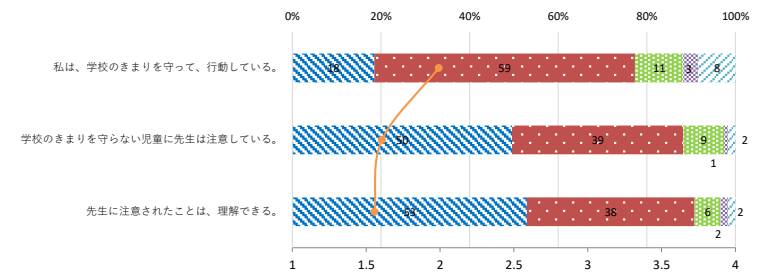 0% 20% 40% 60% 80% 100%
私は、学校のきまりを守って、行動している。 18 59 11 3 8
学校のきまりを守らない児童に先生は注意している。 50 39 9 1 2
先生に注意されたことは、理解できる。 53 38 6 2 2
1 1.5 2 2.5 3 3.5 4